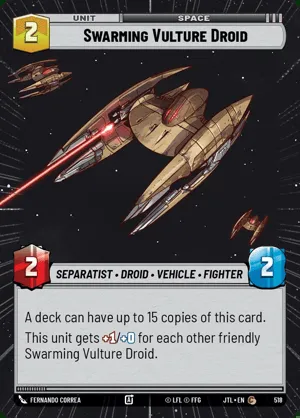 UNIT SPACE
2 SWARMING VULTURE DROID
2 SEPARATIST • DROID • VEHICLE • FIGHTER 2
A deck can have up to 15 copies of this card.
This unit gets +1/+0 for each other friendly
Swarming Vulture Droid.
FERNANDO CORREA © LFL © FFG JTL • EN C 518